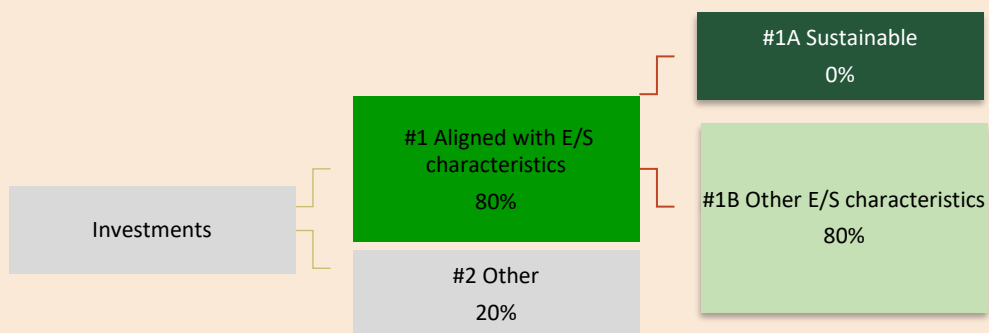 Investments
#1 Aligned with E/S
characteristics
80%
#2 Other
20%
#1A Sustainable
0%
#1B Other E/S characteristics
80%